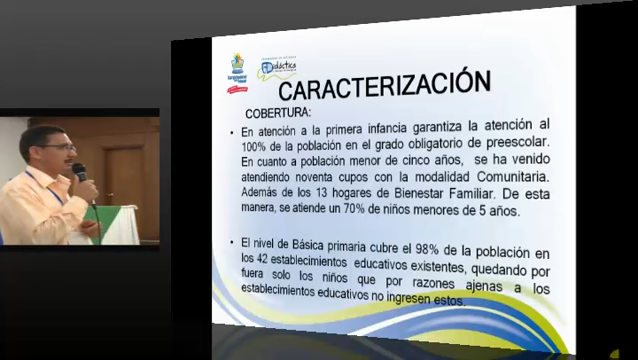 Didáctica
CARACTERIZACIÓN
COBERTURA:
• En atención a la primera infancia garantiza la atención al
100% de la población en el grado obligatorio de preescolar.
En cuanto a población menor de cinco años, se ha venido
atendiendo noventa cupos con la modalidad Comunitaria.
Además de los 13 hogares de Bienestar Familiar. De esta
manera, se atiende un 70% de niños menores de 5 años.
• El nivel de Básica primaria cubre el 98% de la población en
los 42 establecimientos educativos existentes, quedando por
fuera solo los niños que por razones ajenas a los
establecimientos educativos no ingresen estos.